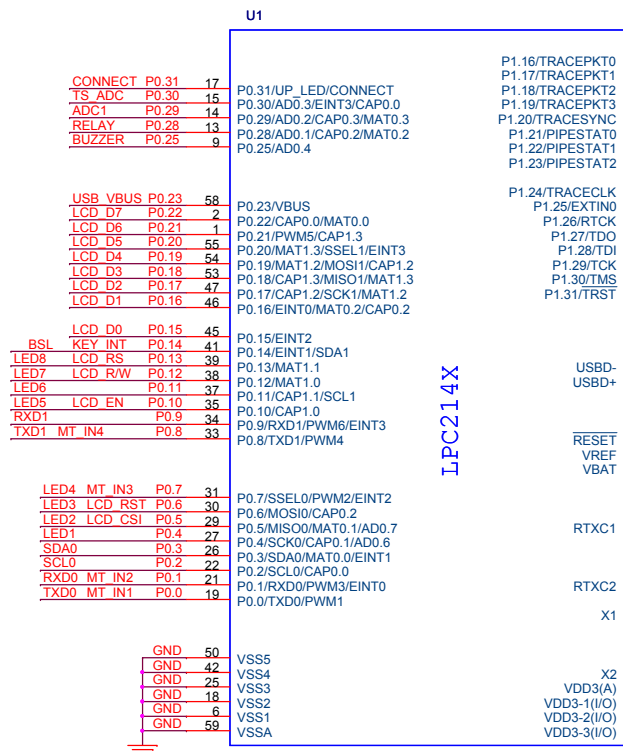 U1
CONNECT P0.31 17 P0.31/UP_LED/CONNECT
TS_ADC P0.30 15 P0.30/AD0.3/EINT3/CAP0.0
ADC1 P0.29 14 P0.29/AD0.2/CAP0.3/MAT0.3
RELAY P0.28 13 P0.28/AD0.1/CAP0.2/MAT0.2
BUZZER P0.25 9 P0.25/AD0.4
USB_VBUS P0.23 58 P0.23/VBUS
LCD_D7 P0.22 2 P0.22/CAP0.0/MAT0.0
LCD_D6 P0.21 1 P0.21/PWM5/CAP1.3
LCD_D5 P0.20 55 P0.20/MAT1.3/SSEL1/EINT3
LCD_D4 P0.19 54 P0.19/MAT1.2/MOSI1/CAP1.2
LCD_D3 P0.18 53 P0.18/CAP1.3/MISO1/MAT1.3
LCD_D2 P0.17 47 P0.17/CAP1.2/SCK1/MAT1.2
LCD_D1 P0.16 46 P0.16/EINT0/MAT0.2/CAP0.2
LCD_D0 P0.15 45 P0.15/EINT2
BSL KEY_INT P0.14 41 P0.14/EINT1/SDA1
LED8 LCD_RS P0.13 39 P0.13/MAT1.1
LED7 LCD_R/W P0.12 38 P0.12/MAT1.0
LED6 P0.11 37 P0.11/CAP1.1/SCL1
LED5 LCD_EN P0.10 35 P0.10/CAP1.0
RXD1 P0.9 34 P0.9/RXD1/PWM6/EINT3
TXD1 MT_IN4 P0.8 33 P0.8/TXD1/PWM4
LED4 MT_IN3 P0.7 31 P0.7/SSEL0/PWM2/EINT2
LED3 LCD_RST P0.6 30 P0.6/MOSI0/CAP0.2
LED2 LCD_CSI P0.5 29 P0.5/MISO0/MAT0.1/AD0.7
LED1 P0.4 27 P0.4/SCK0/CAP0.1/AD0.6
SDA0 P0.3 26 P0.3/SDA0/MAT0.0/EINT1
SCL0 P0.2 22 P0.2/SCL0/CAP0.0
RXD0 MT_IN2 P0.1 21 P0.1/RXD0/PWM3/EINT0
TXD0 MT_IN1 P0.0 19 P0.0/TXD0/PWM1
GND 50 VSS5
GND 42 VSS4
GND 25 VSS3
GND 18 VSS2
GND 6 VSS1
GND 59 VSSA
LPC214X
P1.16/TRACEPKT0
P1.17/TRACEPKT1
P1.18/TRACEPKT2
P1.19/TRACEPKT3
P1.20/TRACESYNC
P1.21/PIPESTAT0
P1.22/PIPESTAT1
P1.23/PIPESTAT2
P1.24/TRACECLK
P1.25/EXTIN0
P1.26/RTCK
P1.27/TDO
P1.28/TDI
P1.29/TCK
P1.30/TMS
P1.31/TRST
USBD-
USBD+
RESET
VREF
VBAT
RTXC1
RTXC2
X1
X2
VDD3(A)
VDD3-1(I/O)
VDD3-2(I/O)
VDD3-3(I/O)